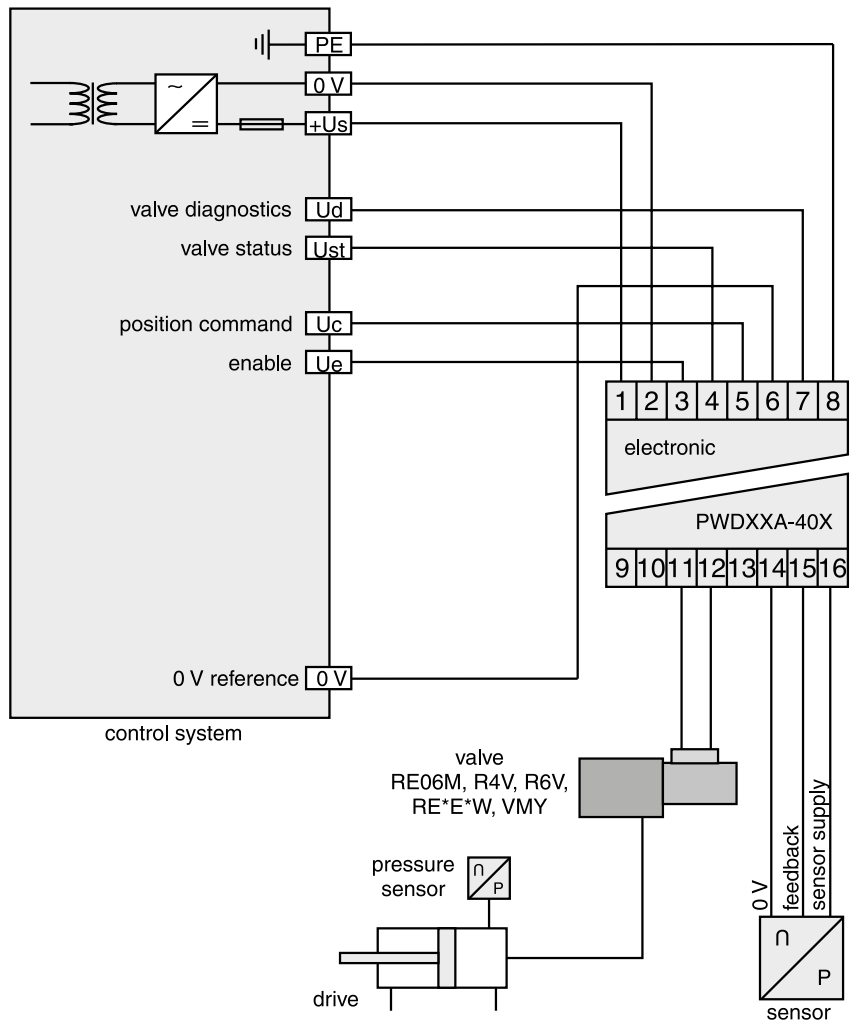 PE
0 V
+Us
valve diagnostics Ud
valve status Ust
position command Uc
enable Ue
1 2 3 4 5 6 7 8
electronic
PWDXXA-40X
9 10 11 12 13 14 15 16
0 V reference 0 V
control system
valve
RE06M, R4V, R6V,
RE*E*W, VMY
pressure
sensor
P
drive
0 V
feedback
sensor supply
P
sensor